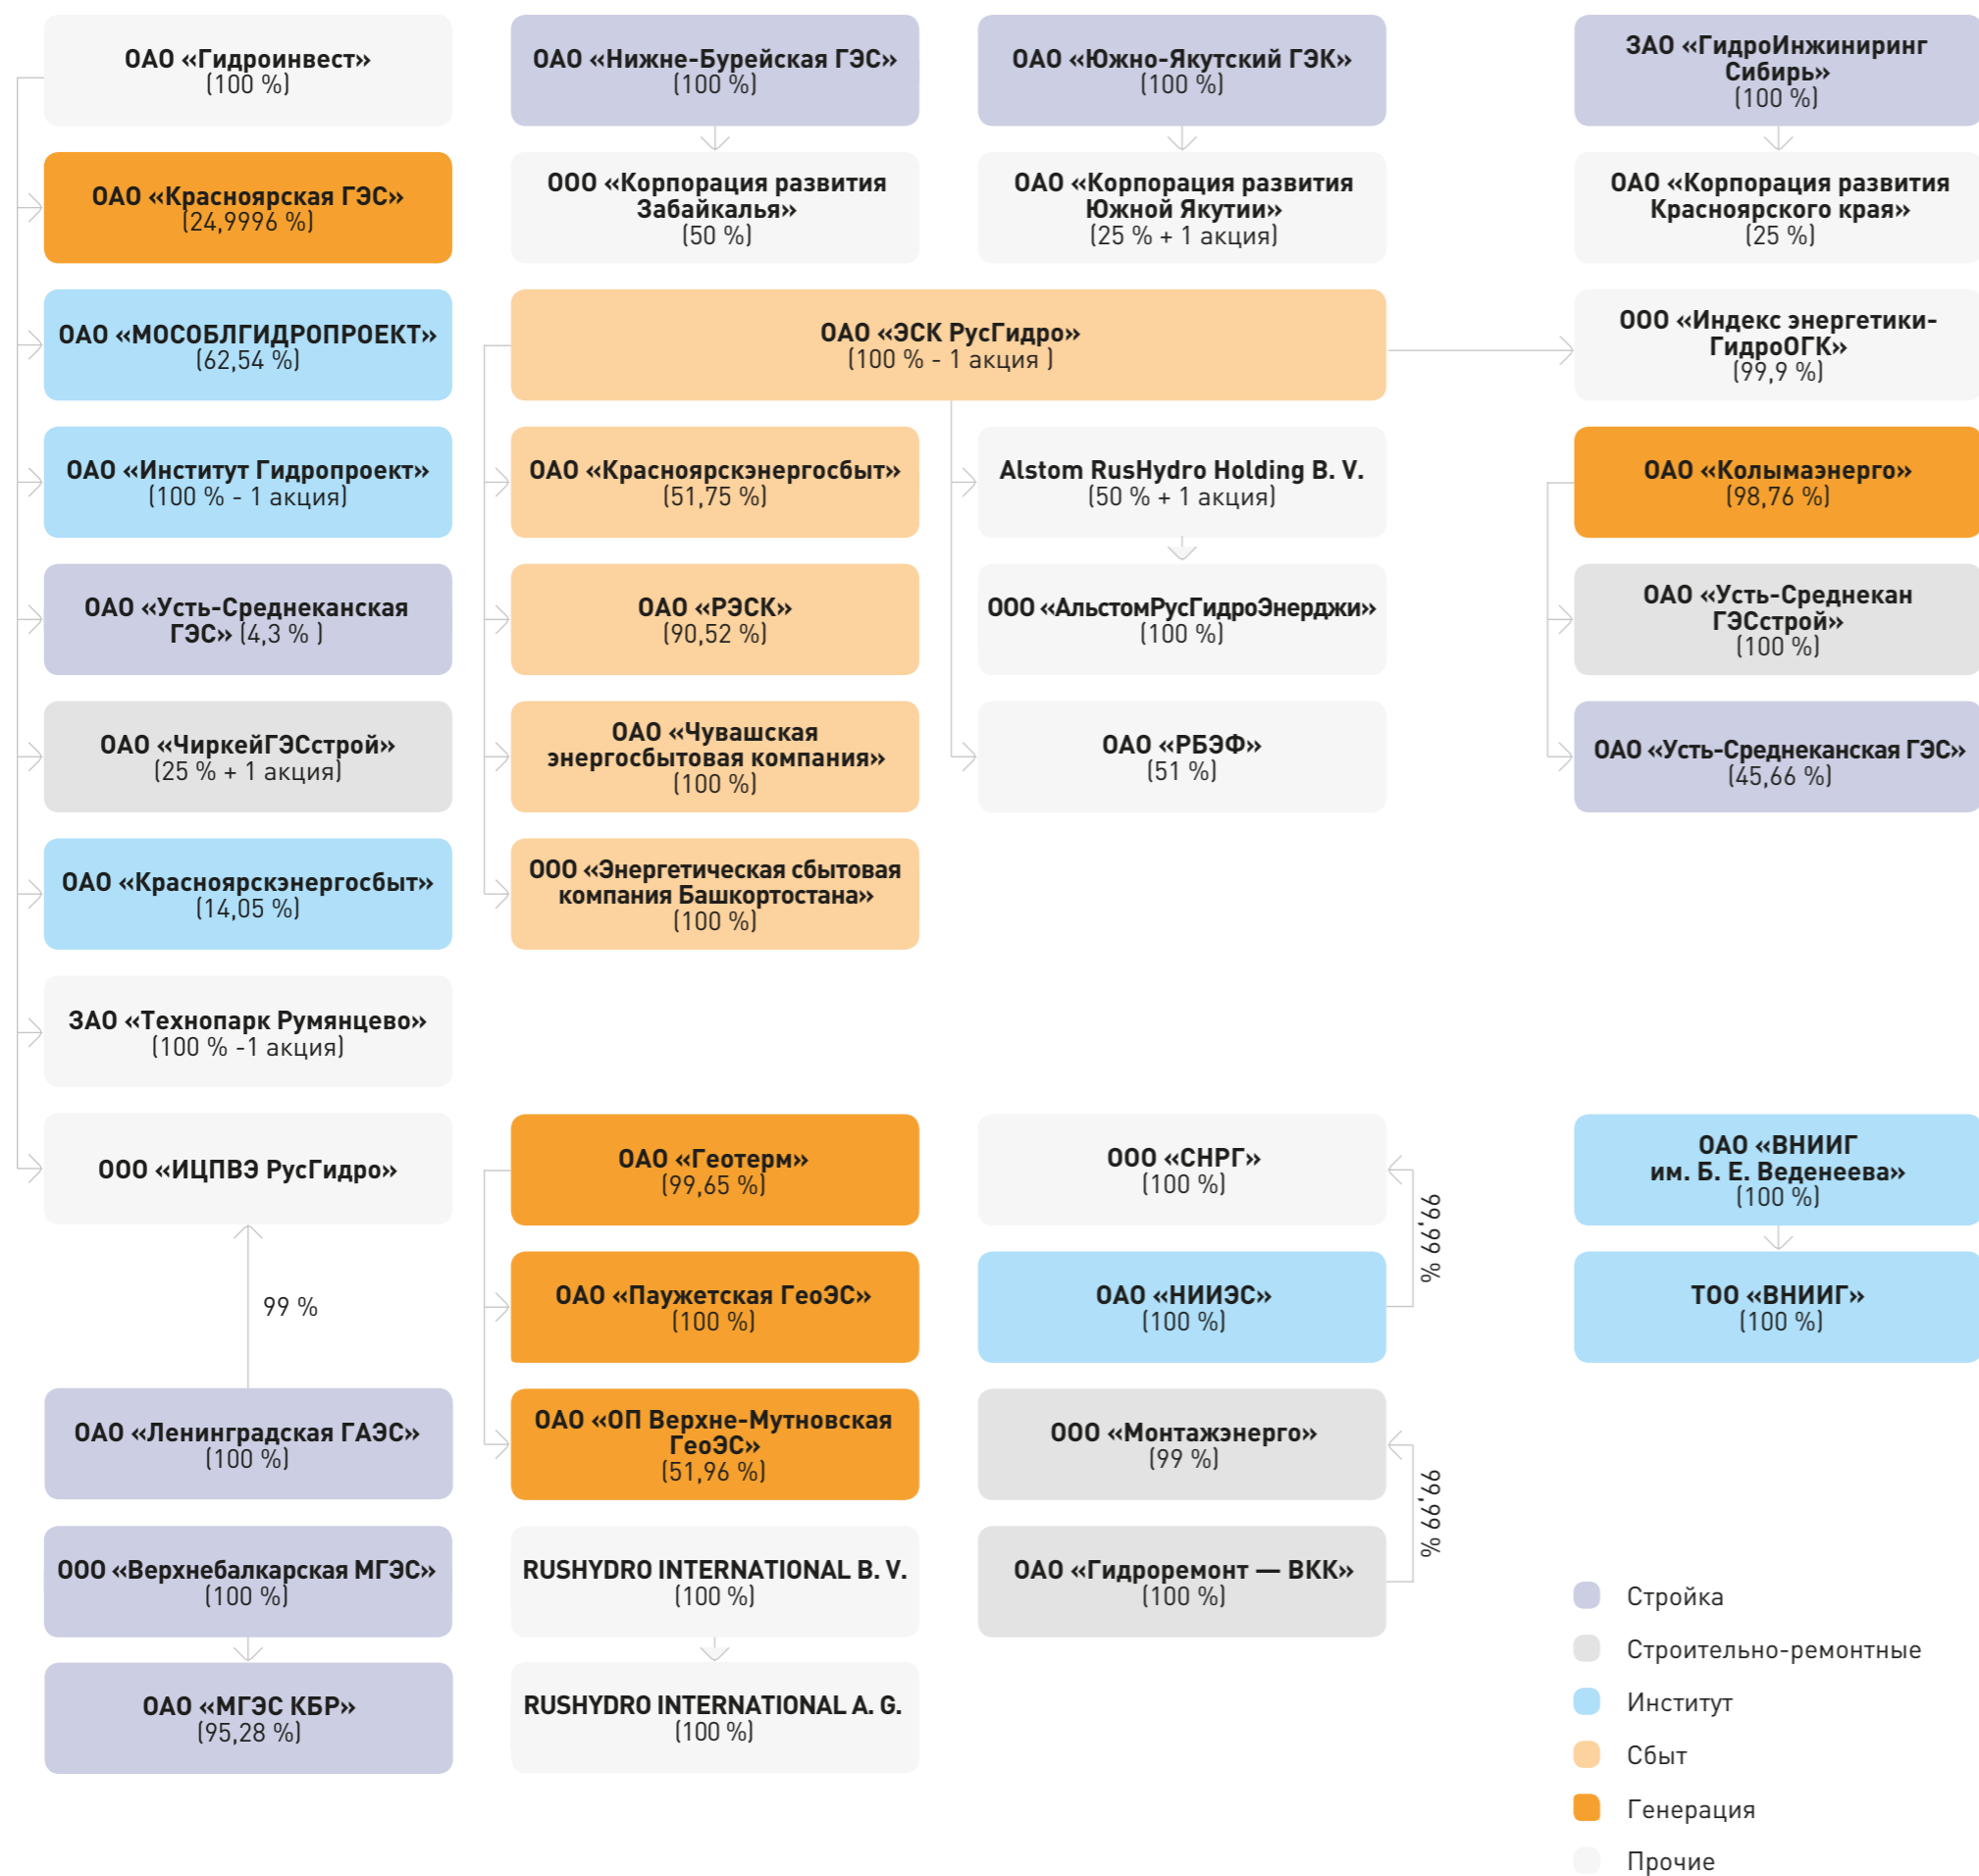 ОАО «Гидроинвест»
(100 %)
ОАО «Красноярская ГЭС»
(24,9996 %)
ОАО «МОСОБЛГИДРОПРОЕКТ»
(62,54 %)
ОАО «Институт Гидропроект»
(100 % - 1 акция)
ОАО «Усть-Среднеканская
ГЭС» (4,3 % )
ОАО «ЧиркейГЭСстрой»
(25 % + 1 акция)
ОАО «Красноярскэнергосбыт»
(14,05 %)
ЗАО «Технопарк Румянцево»
(100 % -1 акция)
ООО «ИЦПВЭ РусГидро»
99 %
ОАО «Ленинградская ГАЭС»
(100 %)
ООО «Верхнебалкарская МГЭС»
(100 %)
ОАО «МГЭС КБР»
(95,28 %)
ОАО «Нижне-Бурейская ГЭС»
(100 %)
ООО «Корпорация развития
Забайкалья»
(50 %)
ОАО «Южно-Якутский ГЭК»
(100 %)
ОАО «Корпорация развития
Южной Якутии»
(25 % + 1 акция)
ЗАО «ГидроИнжиниринг
Сибирь»
(100 %)
ОАО «Корпорация развития
Красноярского края»
(25 %)
ОАО «ЭСК РусГидро»
(100 % - 1 акция )
ООО «Индекс энергетики-
ГидроОГК»
(99,9 %)
ОАО «Красноярскэнергосбыт»
(51,75 %)
ОАО «РЭСК»
(90,52 %)
ОАО «Чувашская
энергосбытовая компания»
(100 %)
ООО «Энергетическая сбытовая
компания Башкортостана»
(100 %)
Alstom RusHydro Holding B. V.
(50 % + 1 акция)
ООО «АльстомРусГидроЭнерджи»
(100 %)
ОАО «РБЭФ»
(51 %)
ОАО «Колымаэнерго»
(98,76 %)
ОАО «Усть-Среднекан
ГЭСстрой»
(100 %)
ОАО «Усть-Среднеканская ГЭС»
(45,66 %)
ОАО «Геотерм»
(99,65 %)
ОАО «Паужетская ГеоЭС»
(100 %)
ОАО «ОП Верхне-Мутновская
ГеоЭС»
(51,96 %)
RUSHYDRO INTERNATIONAL B. V.
(100 %)
RUSHYDRO INTERNATIONAL A. G.
(100 %)
ООО «СНРГ»
(100 %)
99,99 %
ОАО «НИИЭС»
(100 %)
ООО «Монтажэнерго»
(99 %)
99,99 %
ОАО «Гидроремонт — ВКК»
(100 %)
ОАО «ВНИИГ
им. Б. Е. Веденеева»
(100 %)
ТОО «ВНИИГ»
(100 %)
Стройка
Строительно-ремонтные
Институт
Сбыт
Генерация
Прочие